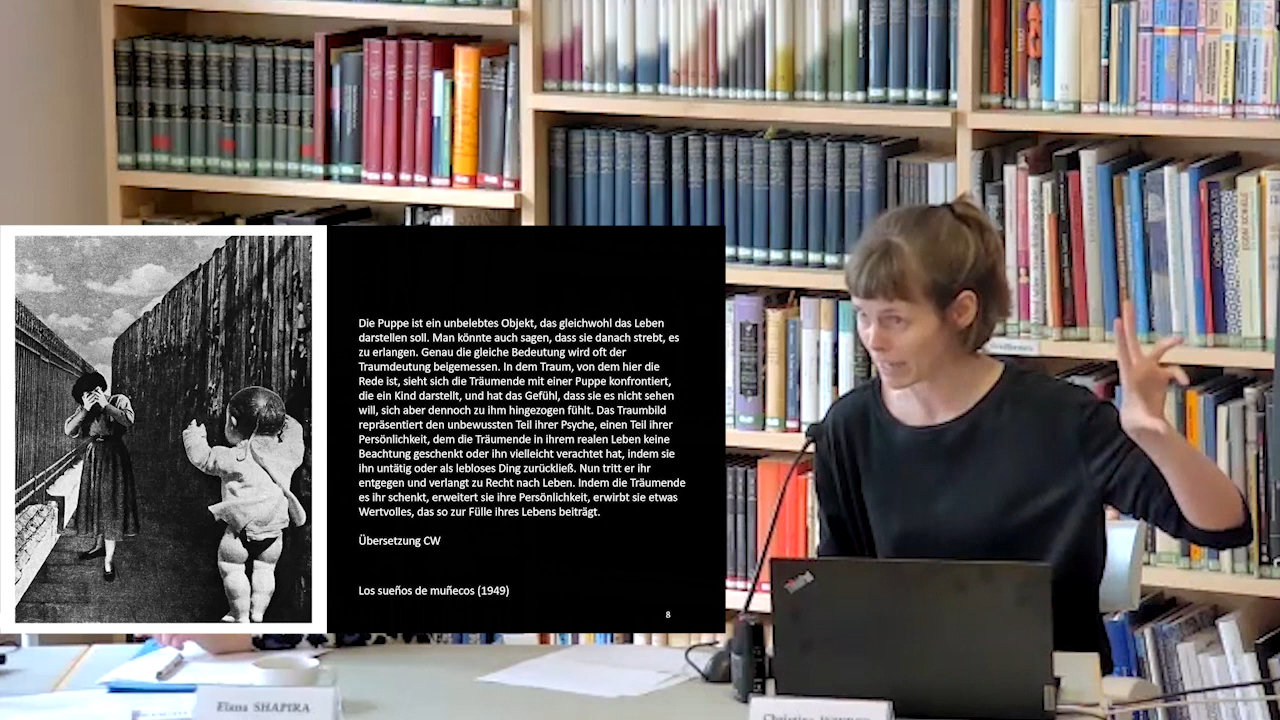 Die Puppe ist ein unbelebtes Objekt, das gleichwohl das Leben
darstellen soll. Man könnte auch sagen, dass sie danach strebt, es
zu erlangen. Genau die gleiche Bedeutung wird oft der
Traumdeutung beigemessen. In dem Traum, von dem hier die
Rede ist, sieht sich die Träumende mit einer Puppe konfrontiert,
die ein Kind darstellt, und hat das Gefühl, dass sie es nicht sehen
will, sich aber dennoch zu ihm hingezogen fühlt. Das Traumbild
repräsentiert den unbewussten Teil ihrer Psyche, einen Teil ihrer
Persönlichkeit, dem die Träumende in ihrem realen Leben keine
Beachtung geschenkt oder ihn vielleicht verachtet hat, indem sie
ihn untätig oder als lebloses Ding zurückließ. Nun tritt er ihr
entgegen und verlangt zu Recht nach Leben. Indem die Träumende
es ihr schenkt, erweitert sie ihre Persönlichkeit, erwirbt sie etwas
Wertvolles, das so zur Fülle ihres Lebens beiträgt.
Übersetzung CW
Los sueños de muñecos (1949)
8
Elana SHAPIRA
EGON SCHIELE